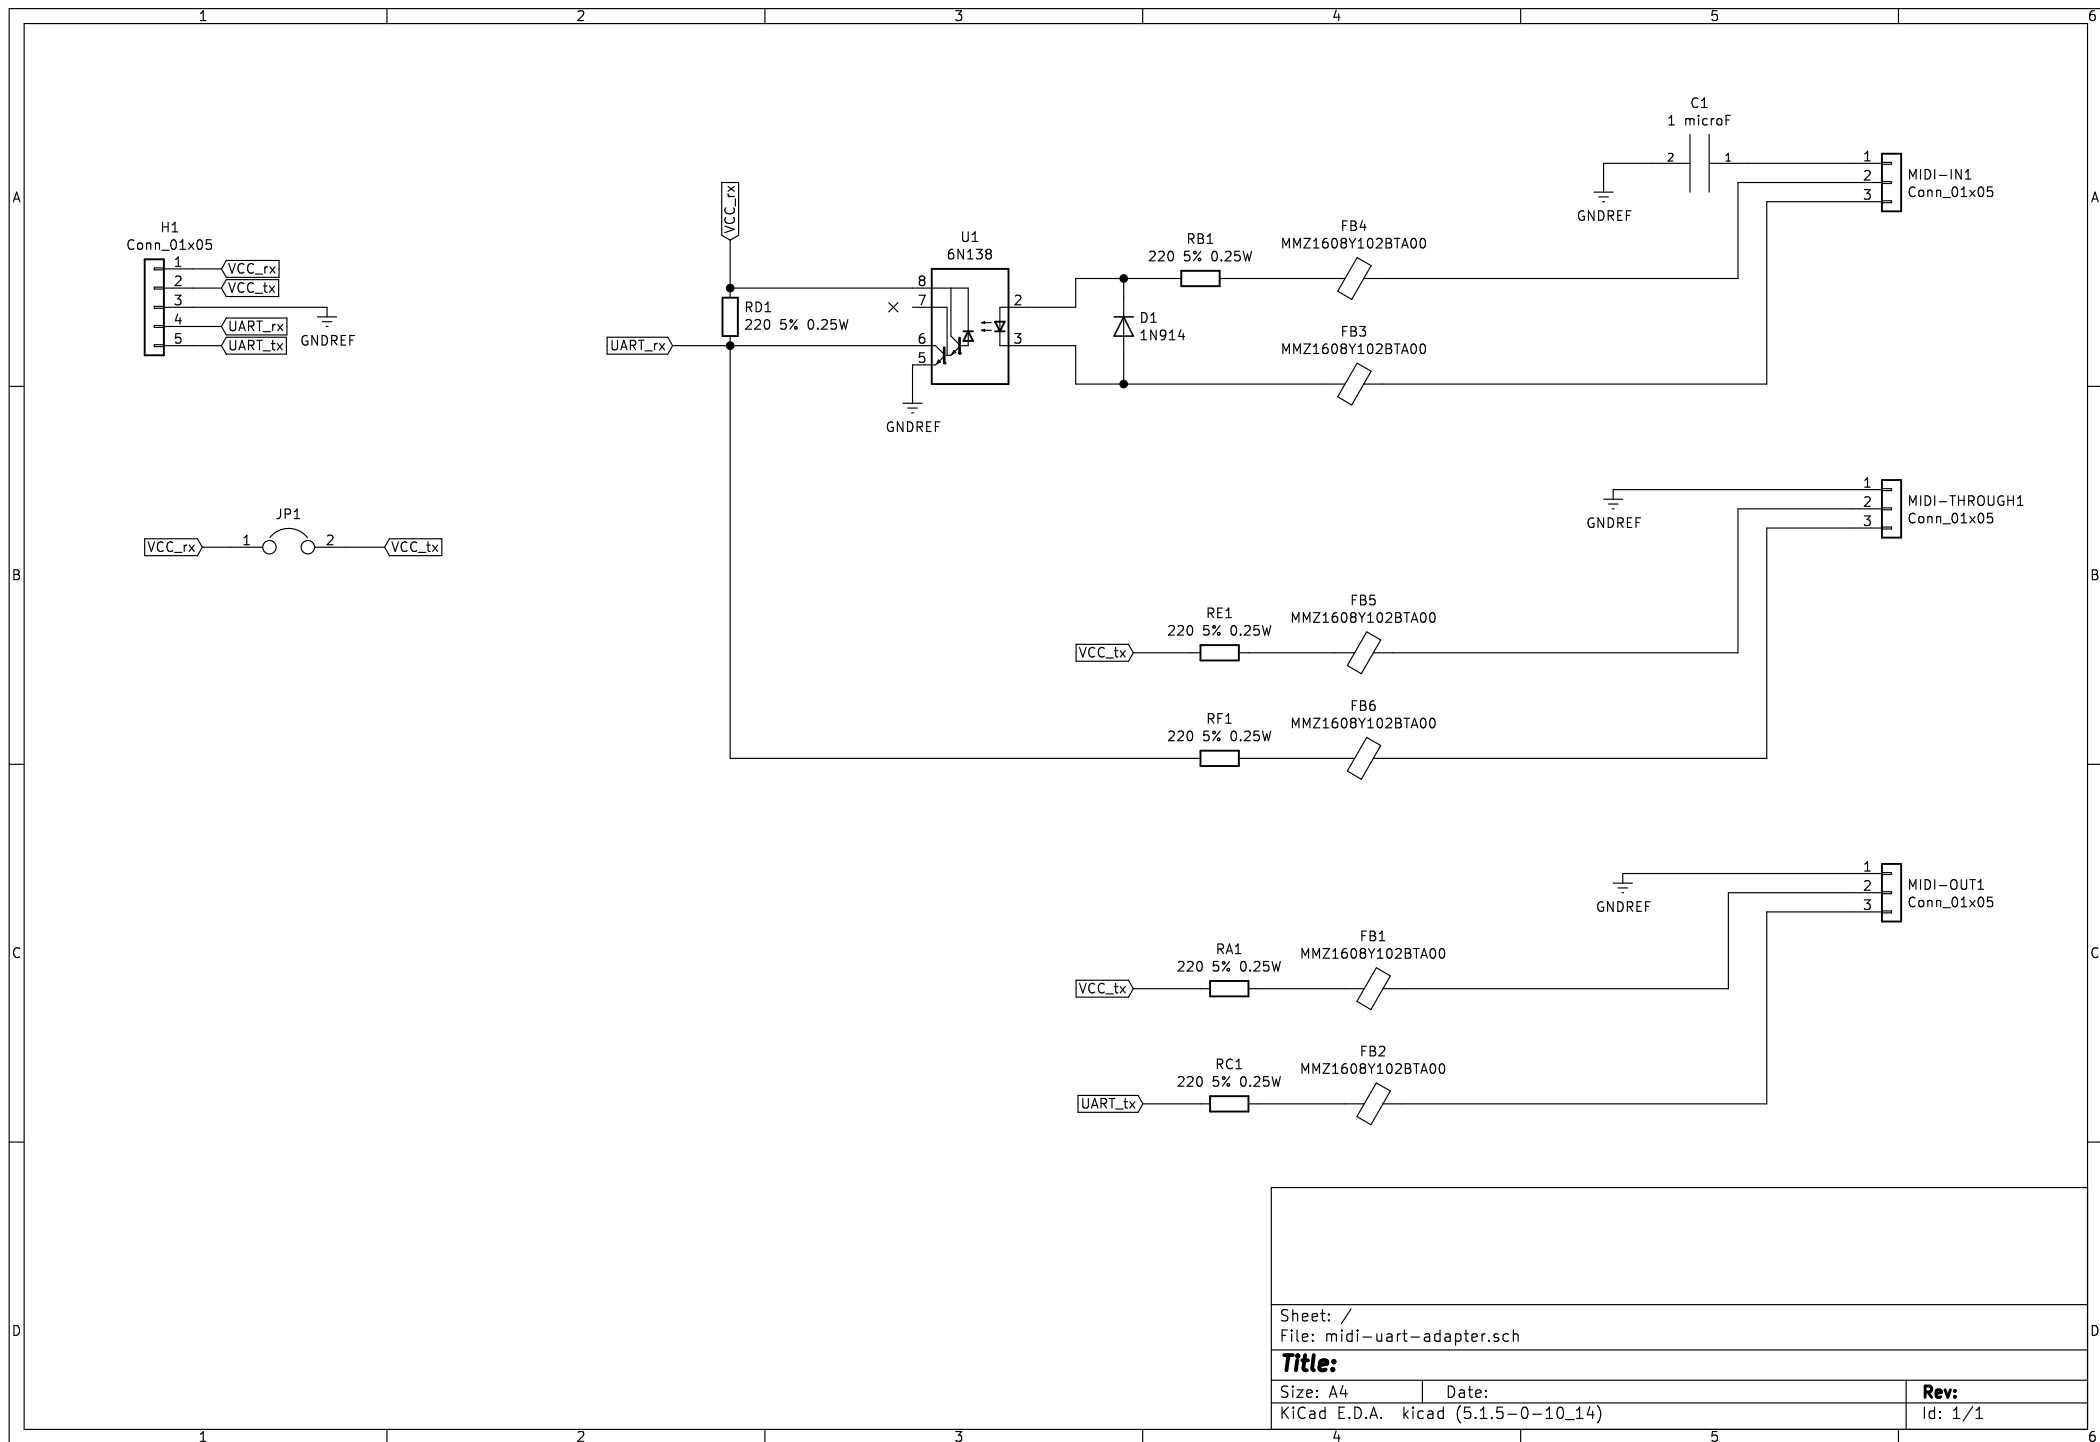 1 2 3 4 5 6
A
B
C
D
A
B
C
D
1 2 3 4 5 6
H1
Conn_01x05
1 VCC_rx
2 VCC_tx
3
4 UART_rx
5 UART_tx
GNDREF
JP1
VCC_rx 1 2 VCC_tx
VCC_rx
RD1
220 5% 0.25W
UART_rx
U1
6N138
8
7
6
5
2
3
GNDREF
D1
1N914
RB1
220 5% 0.25W
FB4
MMZ1608Y102BTA00
FB3
MMZ1608Y102BTA00
C1
1 microF
2 1
GNDREF
1
2
3
MIDI-IN1
Conn_01x05
GNDREF
1
2
3
MIDI-THROUGH1
Conn_01x05
VCC_tx
RE1
220 5% 0.25W
FB5
MMZ1608Y102BTA00
RF1
220 5% 0.25W
FB6
MMZ1608Y102BTA00
GNDREF
1
2
3
MIDI-OUT1
Conn_01x05
VCC_tx
RA1
220 5% 0.25W
FB1
MMZ1608Y102BTA00
UART_tx
RC1
220 5% 0.25W
FB2
MMZ1608Y102BTA00
Sheet: /
File: midi-uart-adapter.sch
Title:
Size: A4 Date: Rev:
KiCad E.D.A. kicad (5.1.5-0-10_14) Id: 1/1